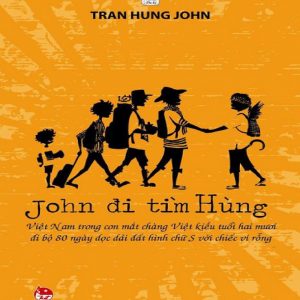 TRAN HUNG JOHN
John đi tìm Hùng
Việt Nam trong con mắt chàng Việt kiều tuổi hai mươi
đi bộ 80 ngày dọc dải đất hình chữ S với chiếc ví rỗng